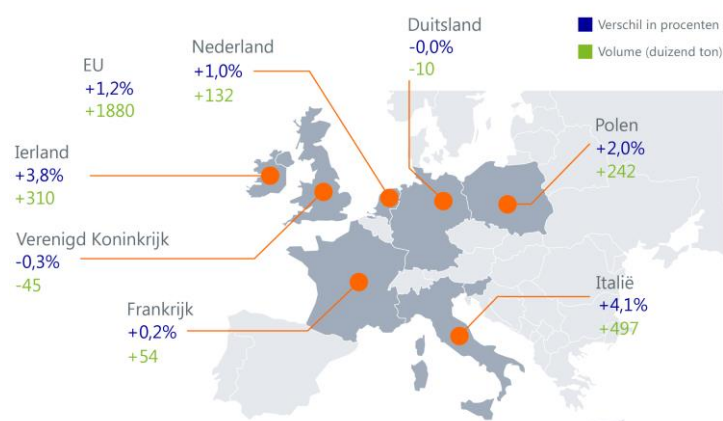 Duitsland
-0,0%
-10
Verschil in procenten
Volume (duizend ton)
Nederland
+1,0%
+132
EU
+1,2%
+1880
Polen
+2,0%
+242
Ierland
+3,8%
+310
Verenigd Koninkrijk
-0,3%
-45
Italië
+4,1%
+497
Frankrijk
+0,2%
+54